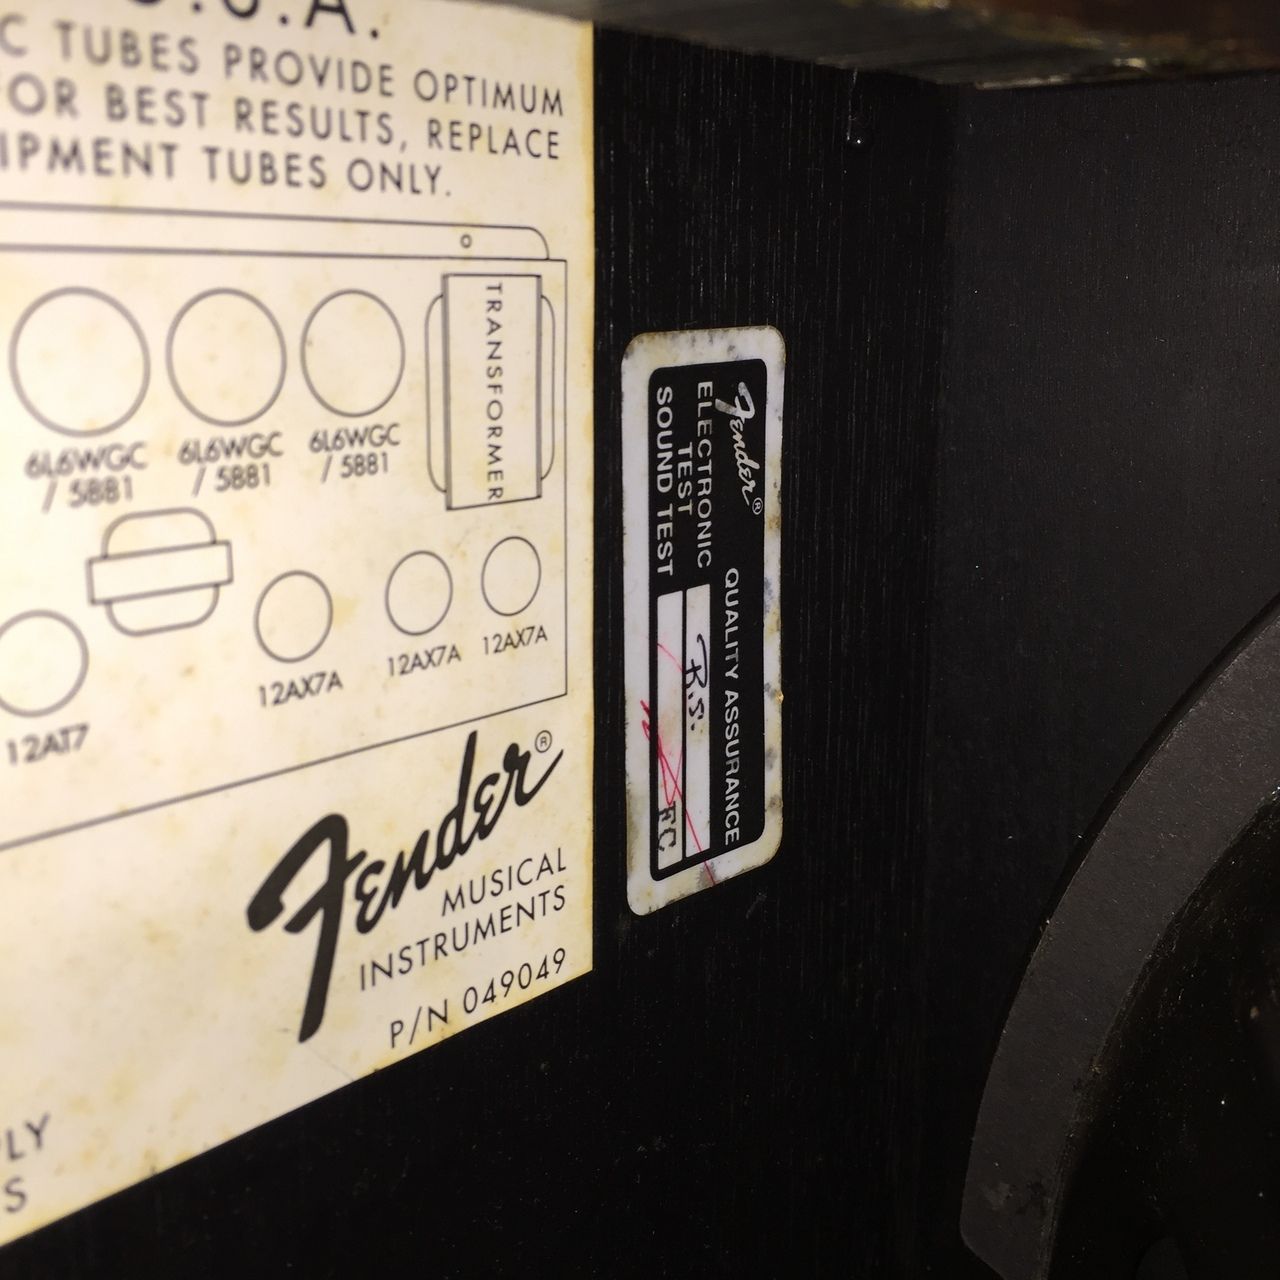 U.S.A.
C TUBES PROVIDE OPTIMUM
OR BEST RESULTS, REPLACE
IPMENT TUBES ONLY.
TRANSFORMER
6L6WGC
/ 5881
6L6WGC
/ 5881
6L6WGC
/ 5881
12AT7
12AX7A
12AX7A
12AX7A
Fender®
MUSICAL
INSTRUMENTS
P/N 049049
PLY
S
Fender® QUALITY ASSURANCE
ELECTRONIC
TEST
R.S.
SOUND TEST
FC